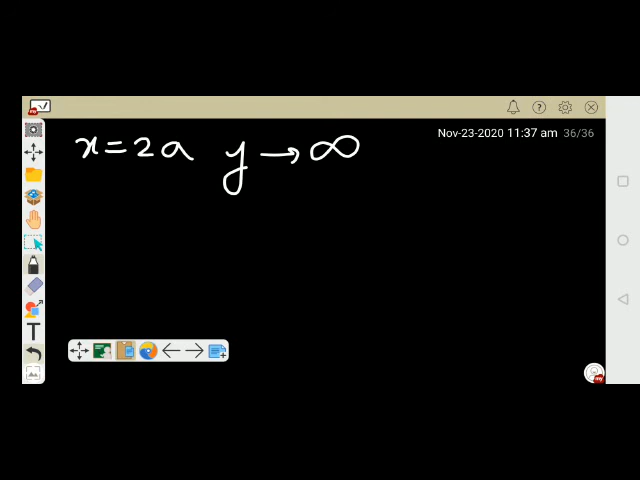 Nov-23-2020 11:37 am 36/36
x = 2a y → ∞
T